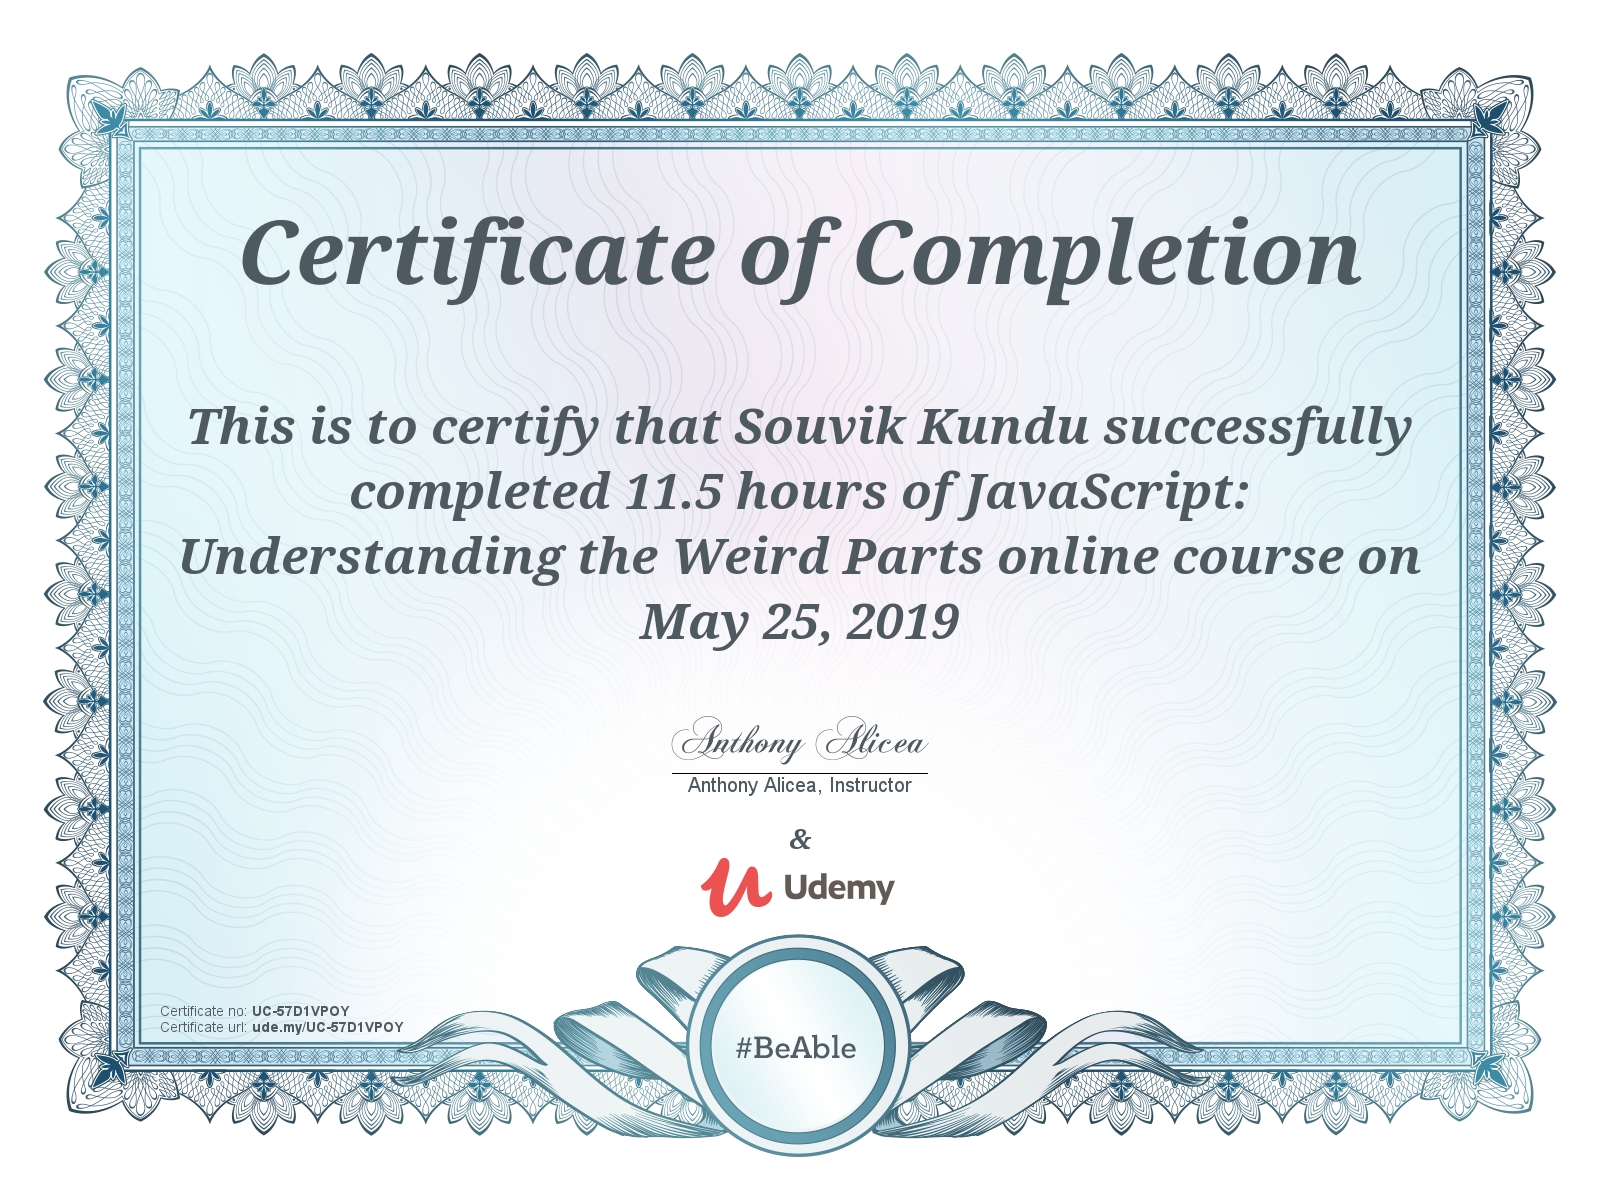 Certificate of Completion
This is to certify that Souvik Kundu successfully
completed 11.5 hours of JavaScript:
Understanding the Weird Parts online course on
May 25, 2019
Anthony Alicea
Anthony Alicea, Instructor
&
Udemy
Certificate no: UC-57D1VPOY
Certificate url: ude.my/UC-57D1VPOY
#BeAble